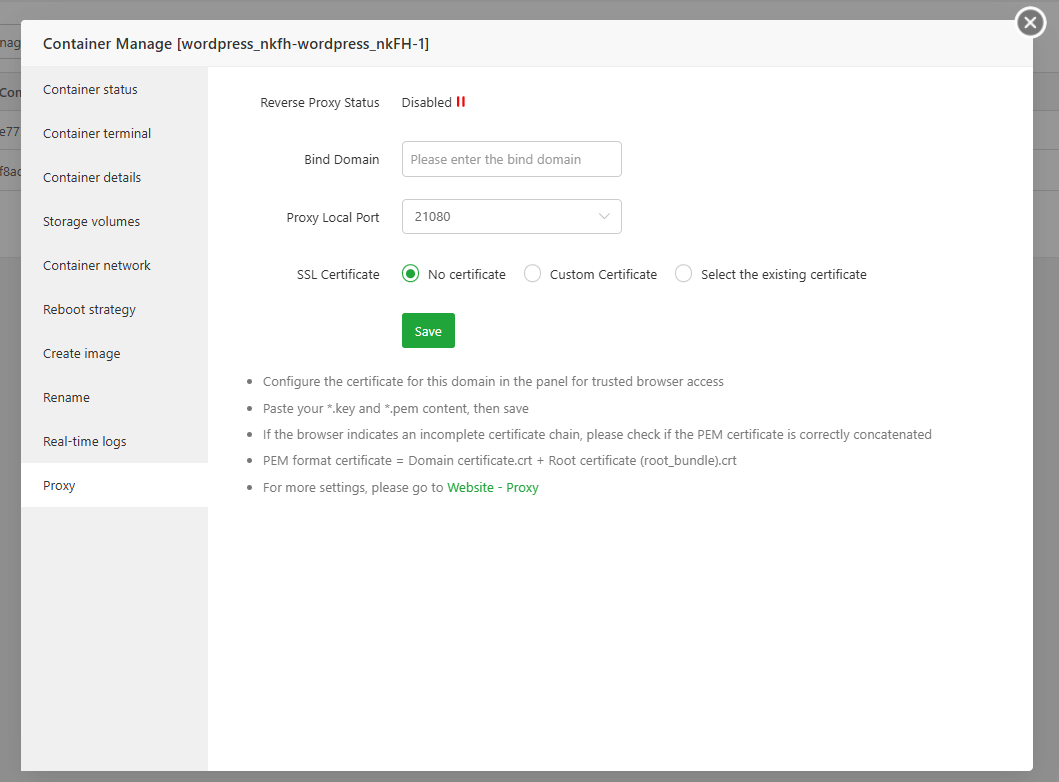 Container Manage [wordpress_nkfh-wordpress_nkFH-1]
nag
Con
e77
f8ac
Container status
Container terminal
Container details
Storage volumes
Container network
Reboot strategy
Create image
Rename
Real-time logs
Proxy
Reverse Proxy Status Disabled
Bind Domain Please enter the bind domain
Proxy Local Port 21080
SSL Certificate No certificate Custom Certificate Select the existing certificate
Save
Configure the certificate for this domain in the panel for trusted browser access
Paste your *.key and *.pem content, then save
If the browser indicates an incomplete certificate chain, please check if the PEM certificate is correctly concatenated
PEM format certificate = Domain certificate.crt + Root certificate (root_bundle).crt
For more settings, please go to Website - Proxy